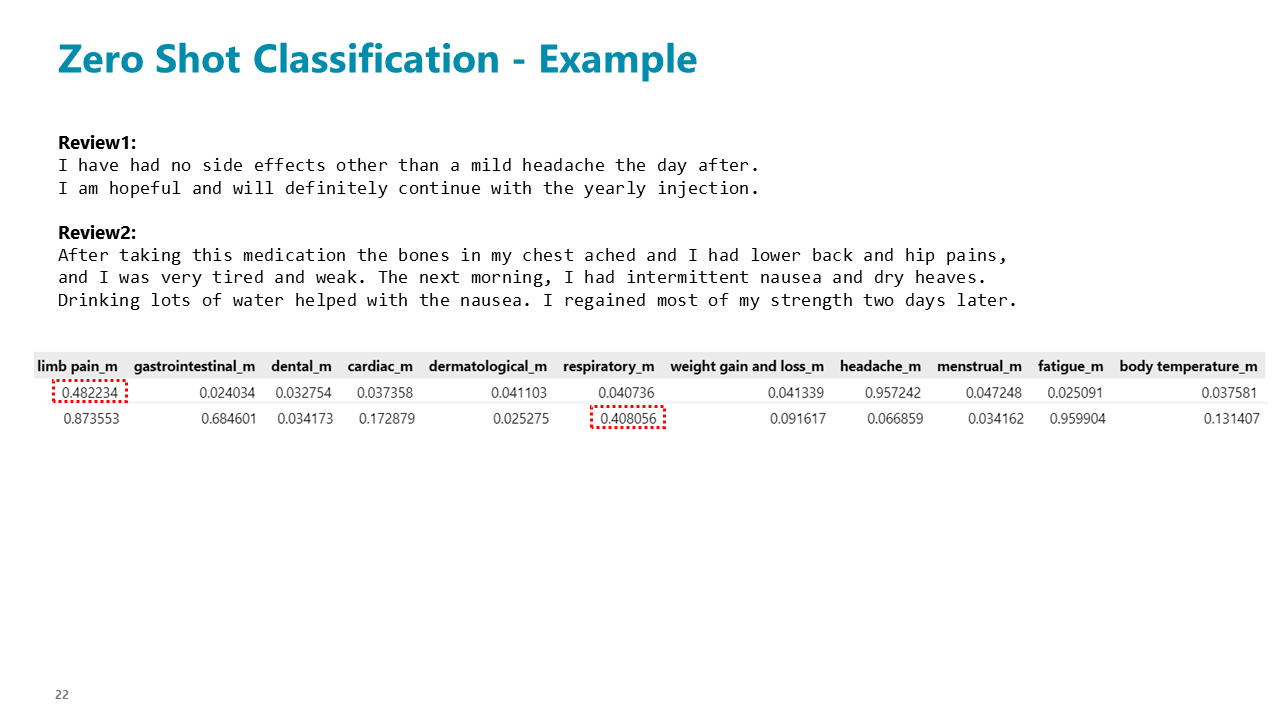 Zero Shot Classification - Example
Review1:
I have had no side effects other than a mild headache the day after.
I am hopeful and will definitely continue with the yearly injection.
Review2:
After taking this medication the bones in my chest ached and I had lower back and hip pains,
and I was very tired and weak. The next morning, I had intermittent nausea and dry heaves.
Drinking lots of water helped with the nausea. I regained most of my strength two days later.
limb pain_m gastrointestinal_m dental_m cardiac_m dermatological_m respiratory_m weight gain and loss_m headache_m menstrual_m fatigue_m body temperature_m
0.482234 0.024034 0.032754 0.037358 0.041103 0.040736 0.041339 0.957242 0.047248 0.025091 0.037581
0.873553 0.684601 0.034173 0.172879 0.025275 0.408056 0.091617 0.066859 0.034162 0.959904 0.131407
22